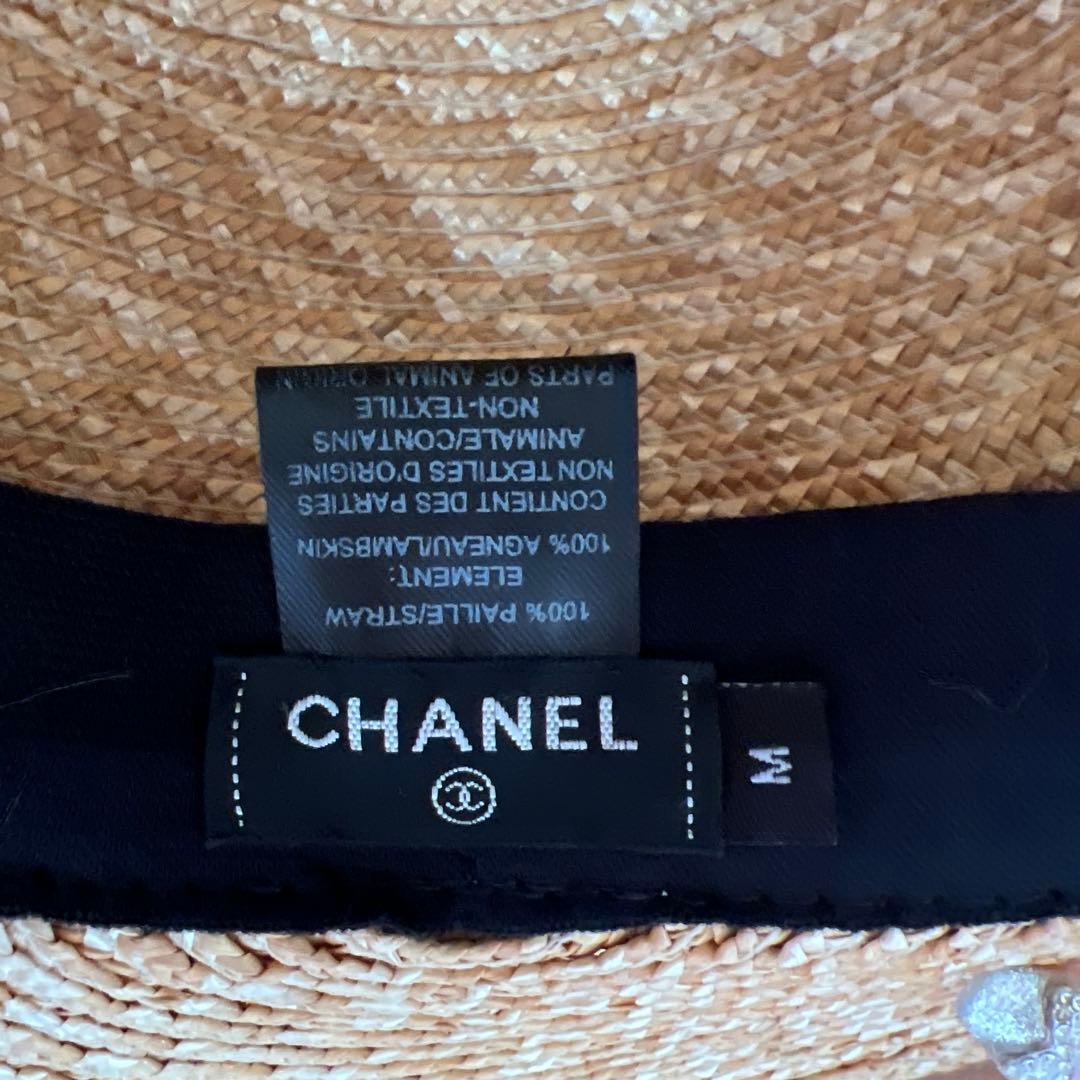 100% PAILLE/STRAW
ELEMENT:
100% AGNEAU/LAMBSKIN
CONTIENT DES PARTIES
NON TEXTILES D'ORIGINE
ANIMALE/CONTAINS
NON-TEXTILE
PARTS OF ANIMAL ORIGIN
CHANEL
M